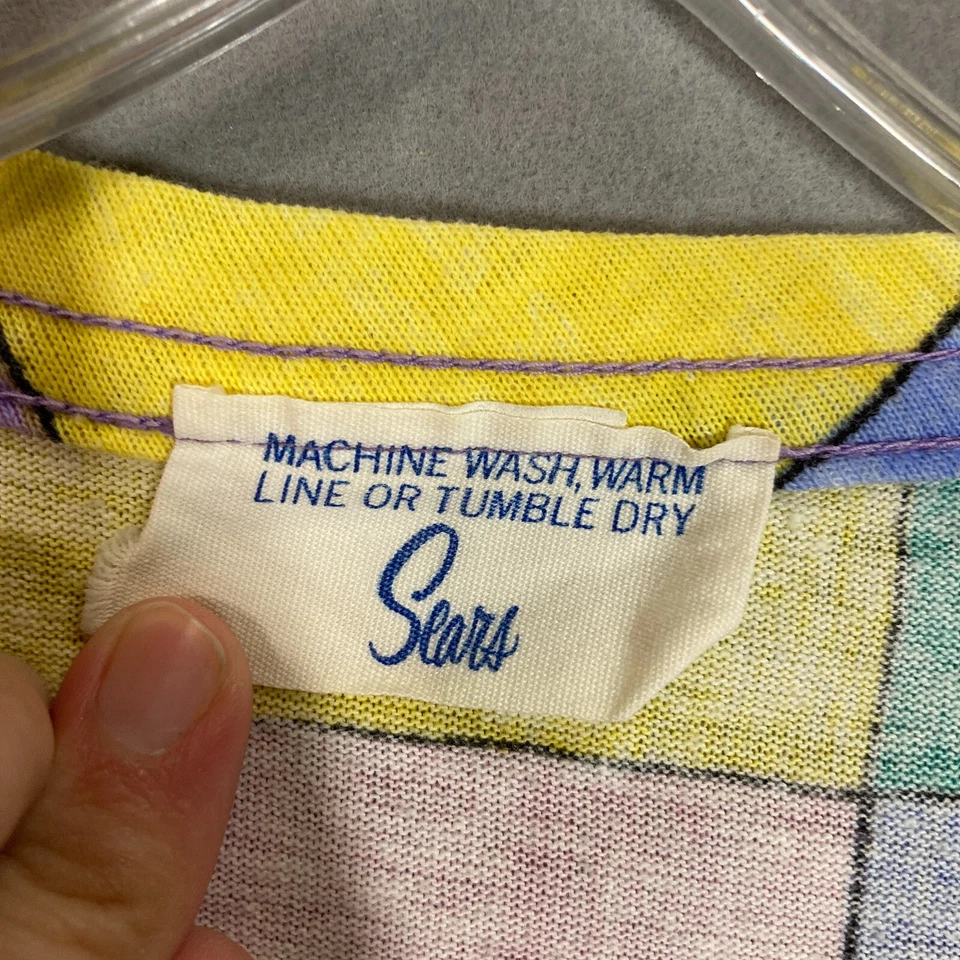 MACHINE WASH, WARM
LINE OR TUMBLE DRY
Sears